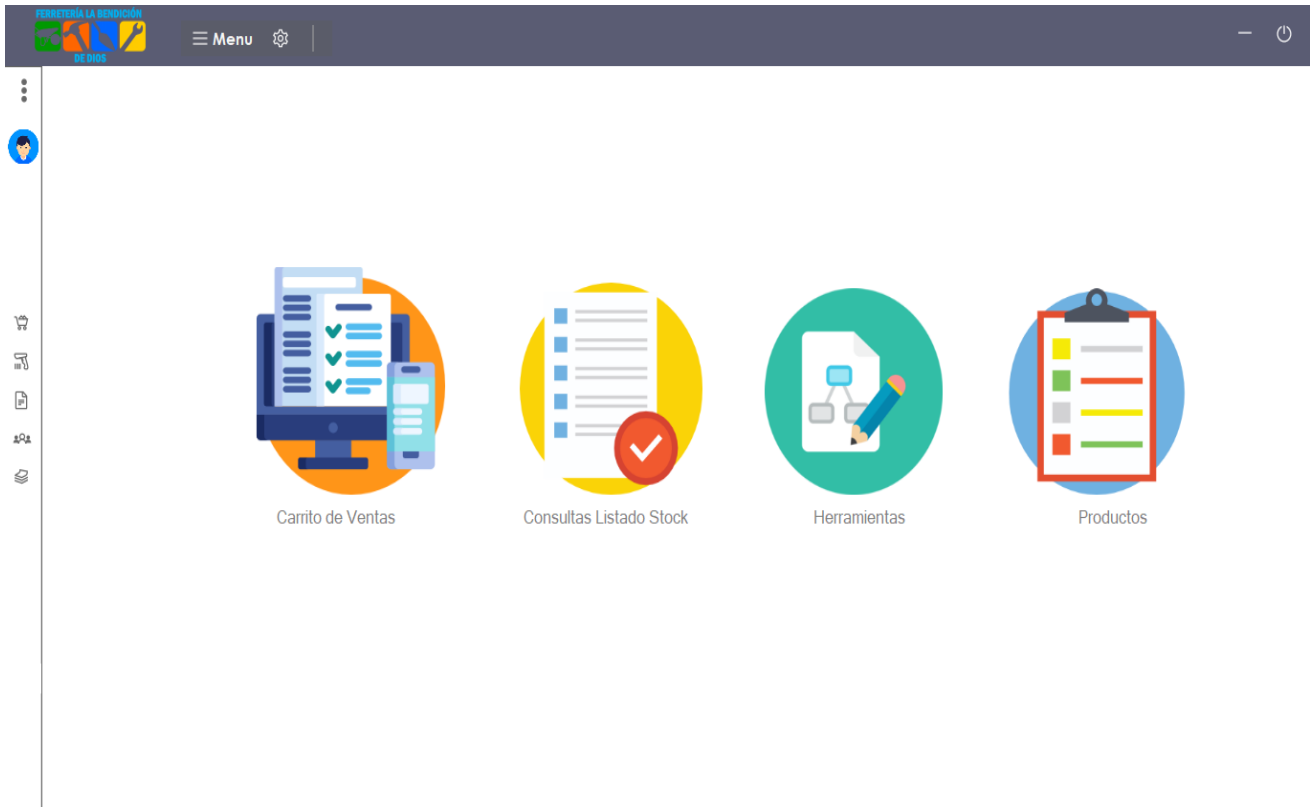 FERRETERÍA LA BENDICIÓN
DE DIOS
Menu
Carrito de Ventas
Consultas Listado Stock
Herramientas
Productos